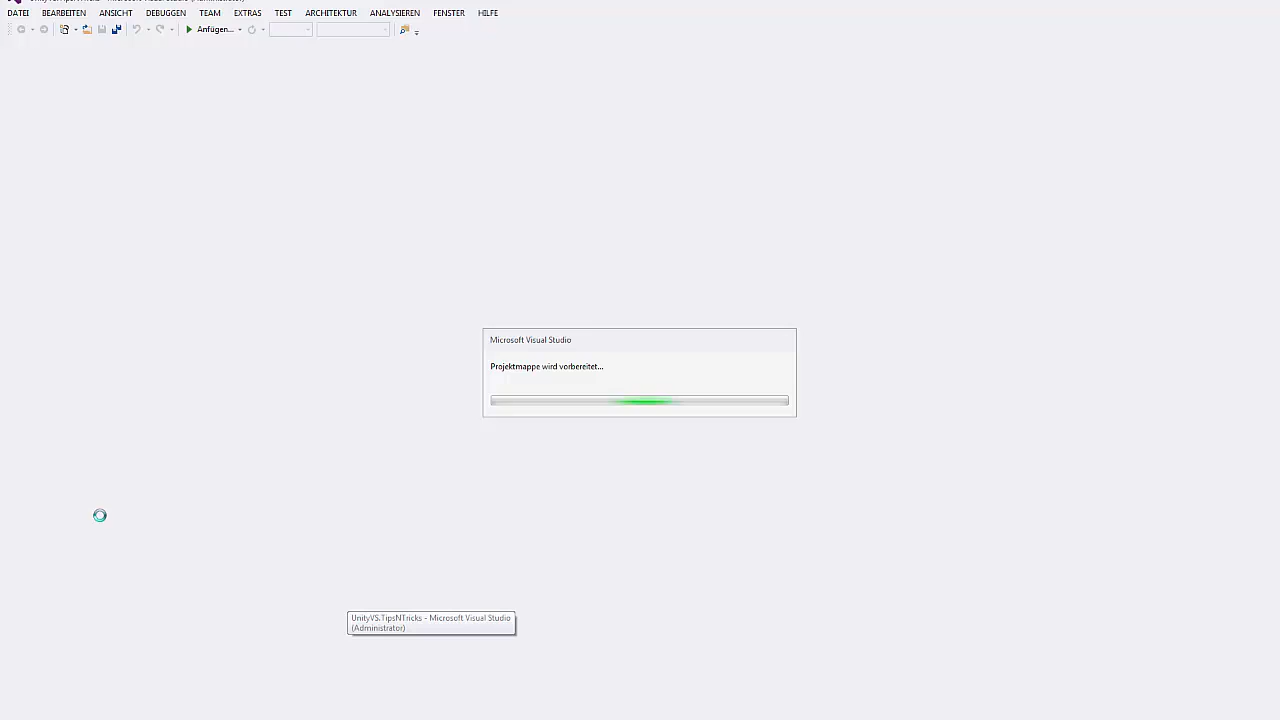 DATEI BEARBEITEN ANSICHT DEBUGGEN TEAM EXTRAS TEST ARCHITEKTUR ANALYSIEREN FENSTER HILFE
Anfügen...
Microsoft Visual Studio
Projektmappe wird vorbereitet...
UnityVS.TipsNTricks - Microsoft Visual Studio
(Administrator)